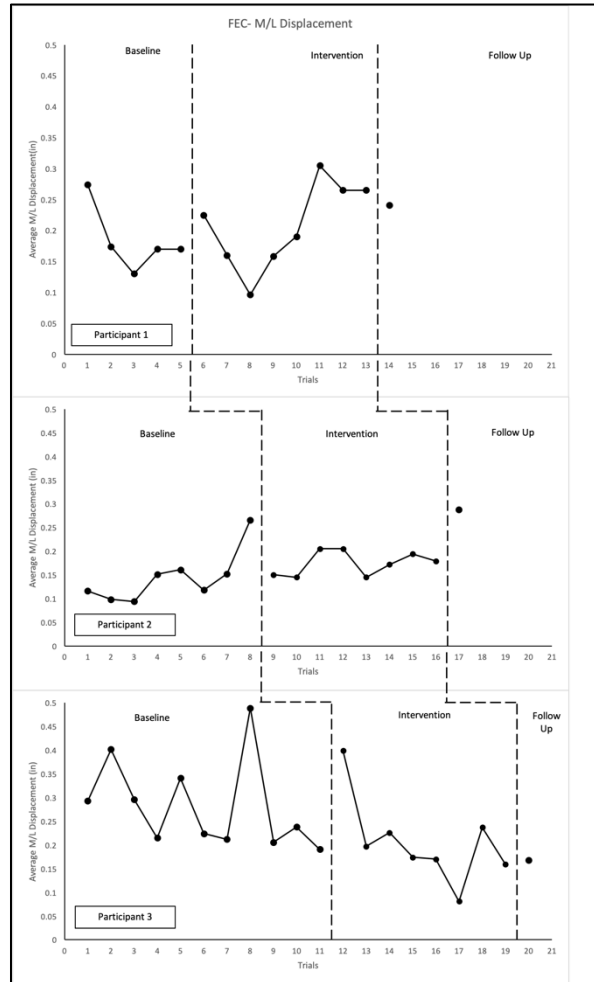 FEC- M/L Displacement
Baseline
Intervention
Follow Up
0.5
0.45
0.4
0.35
0.3
0.25
0.2
0.15
0.1
0.05
0
Average M/L Displacement(in)
Participant 1
0 1 2 3 4 5 6 7 8 9 10 11 12 13 14 15 16 17 18 19 20 21
Trials
Baseline
Intervention
Follow Up
0.5
0.45
0.4
0.35
0.3
0.25
0.2
0.15
0.1
0.05
0
Average M/L Displacement (in)
Participant 2
0 1 2 3 4 5 6 7 8 9 10 11 12 13 14 15 16 17 18 19 20 21
Trials
Baseline
Intervention
Follow
Up
0.5
0.45
0.4
0.35
0.3
0.25
0.2
0.15
0.1
0.05
0
Average M/L Displacement (in)
Participant 3
0 1 2 3 4 5 6 7 8 9 10 11 12 13 14 15 16 17 18 19 20 21
Trials